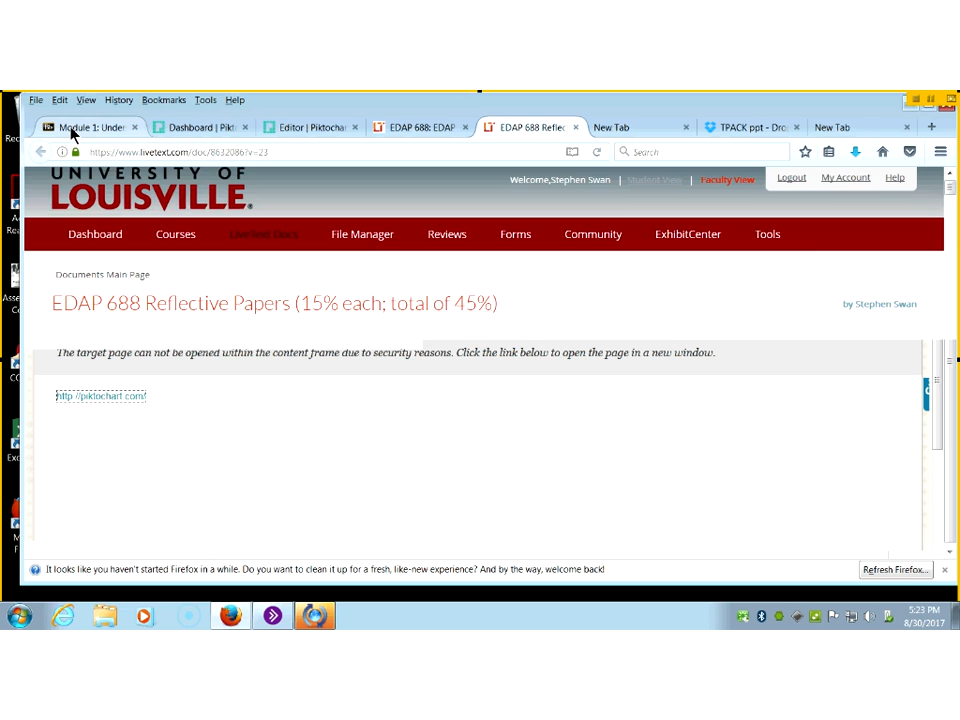 File Edit View History Bookmarks Tools Help
Module 1: Under Dashboard | Pikt Editor | Piktochar EDAP 688: EDAP EDAP 688 Reflec New Tab TPACK ppt - Dro New Tab
https://www.livetext.com/doc/8632086?v=23 Search
UNIVERSITY OF
LOUISVILLE.
Welcome,Stephen Swan | Student View | Faculty View Logout My Account Help
Dashboard Courses LiveText Docs File Manager Reviews Forms Community ExhibitCenter Tools
Documents Main Page
EDAP 688 Reflective Papers (15% each; total of 45%)
by Stephen Swan
The target page can not be opened within the content frame due to security reasons. Click the link below to open the page in a new window.
http://piktochart.com/
It looks like you haven't started Firefox in a while. Do you want to clean it up for a fresh, like-new experience? And by the way, welcome back! Refresh Firefox...
5:23 PM
8/30/2017